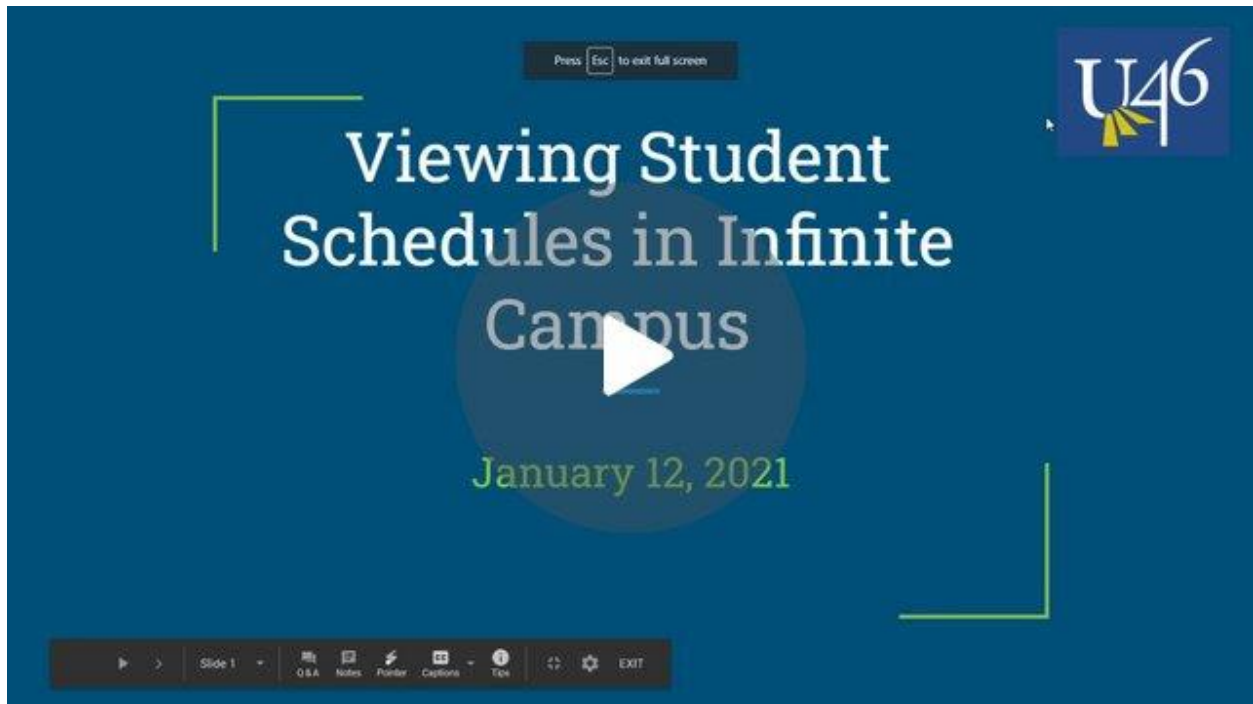 Press Esc to exit full screen
U46
Viewing Student
Schedules in Infinite
Campus
January 12, 2021
Slide 1
Q&A
Notes
Pointer
CC
Captions
Tips
EXIT